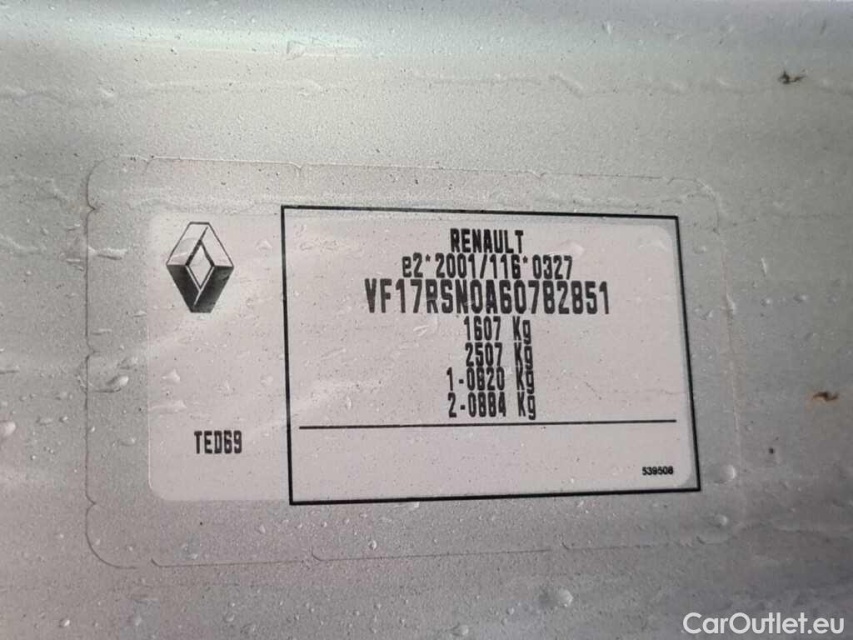 RENAULT
e2*2001/116*0327
VF17RSN0A60782851
1607 Kg
2507 Kg
1-0820 Kg
2-0884 Kg
TED69
539508
CarOutlet.eu